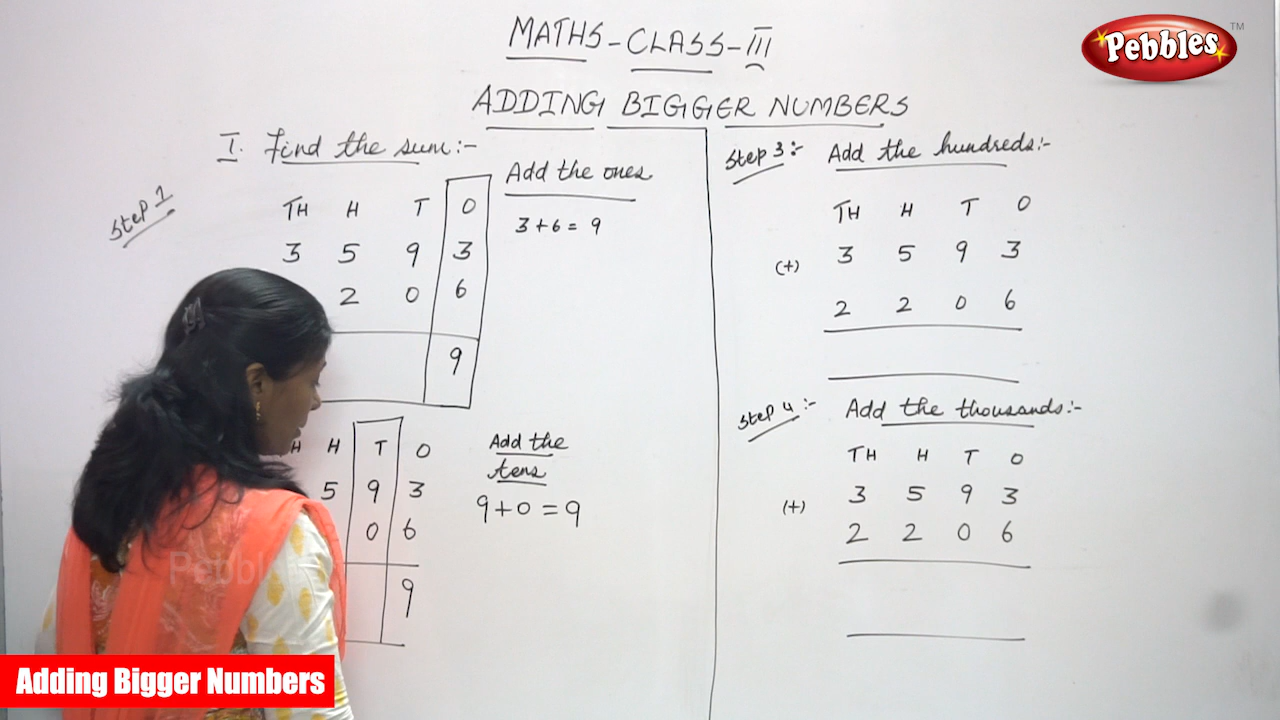 MATHS-CLASS-III
Pebbles TM
ADDING BIGGER NUMBERS
I. Find the sum:-
Step 1
Add the ones
TH H T O
3 5 9 3
2 0 6
9
3+6= 9
H H T O
5 9 3
0 6
9
Add the
tens
9+0=9
Step 3:- Add the hundreds:-
TH H T O
(+) 3 5 9 3
2 2 0 6
Step 4:- Add the thousands:-
TH H T O
(+) 3 5 9 3
2 2 0 6
Pebbl
Adding Bigger Numbers